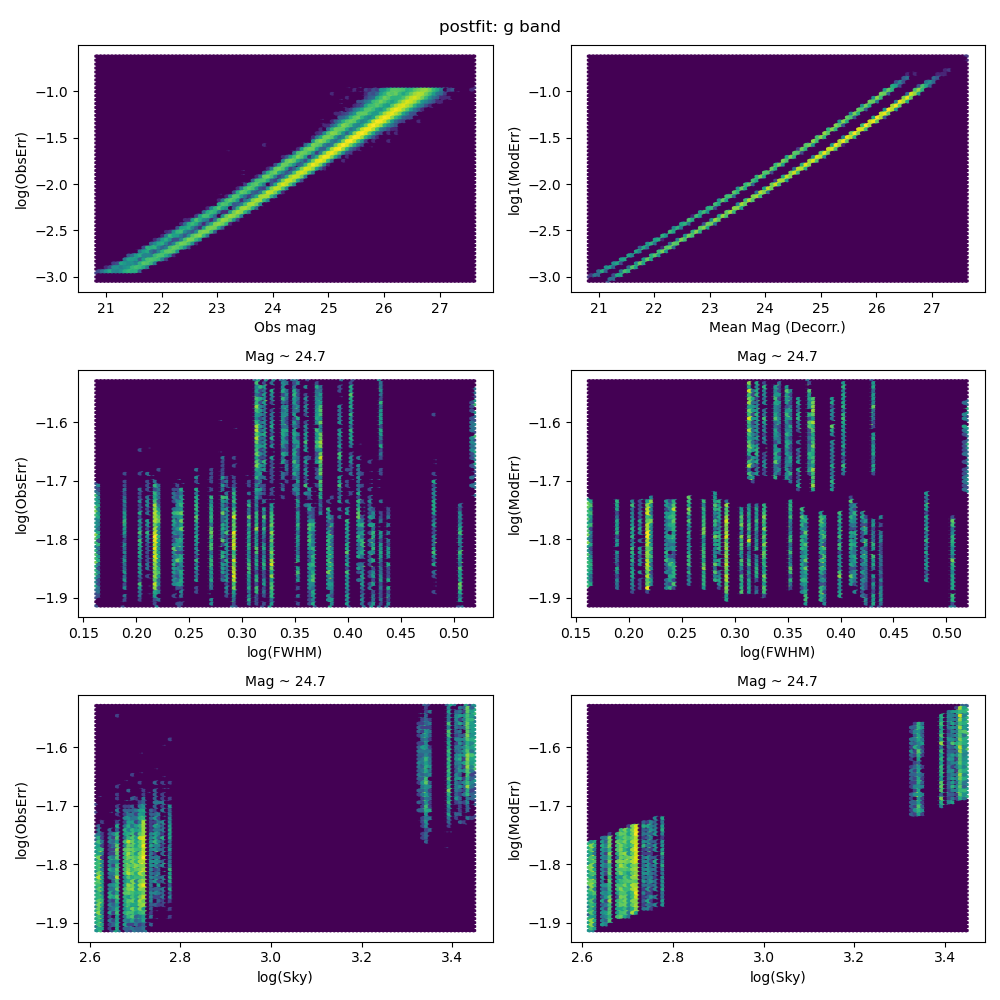 postfit: g band
log(ObsErr)
−1.0
−1.5
−2.0
−2.5
−3.0
21 22 23 24 25 26 27
Obs mag
log1(ModErr)
−1.0
−1.5
−2.0
−2.5
−3.0
21 22 23 24 25 26 27
Mean Mag (Decorr.)
Mag ~ 24.7
log(ObsErr)
−1.6
−1.7
−1.8
−1.9
0.15 0.20 0.25 0.30 0.35 0.40 0.45 0.50
log(FWHM)
Mag ~ 24.7
log(ModErr)
−1.6
−1.7
−1.8
−1.9
0.15 0.20 0.25 0.30 0.35 0.40 0.45 0.50
log(FWHM)
Mag ~ 24.7
log(ObsErr)
−1.6
−1.7
−1.8
−1.9
2.6 2.8 3.0 3.2 3.4
log(Sky)
Mag ~ 24.7
log(ModErr)
−1.6
−1.7
−1.8
−1.9
2.6 2.8 3.0 3.2 3.4
log(Sky)